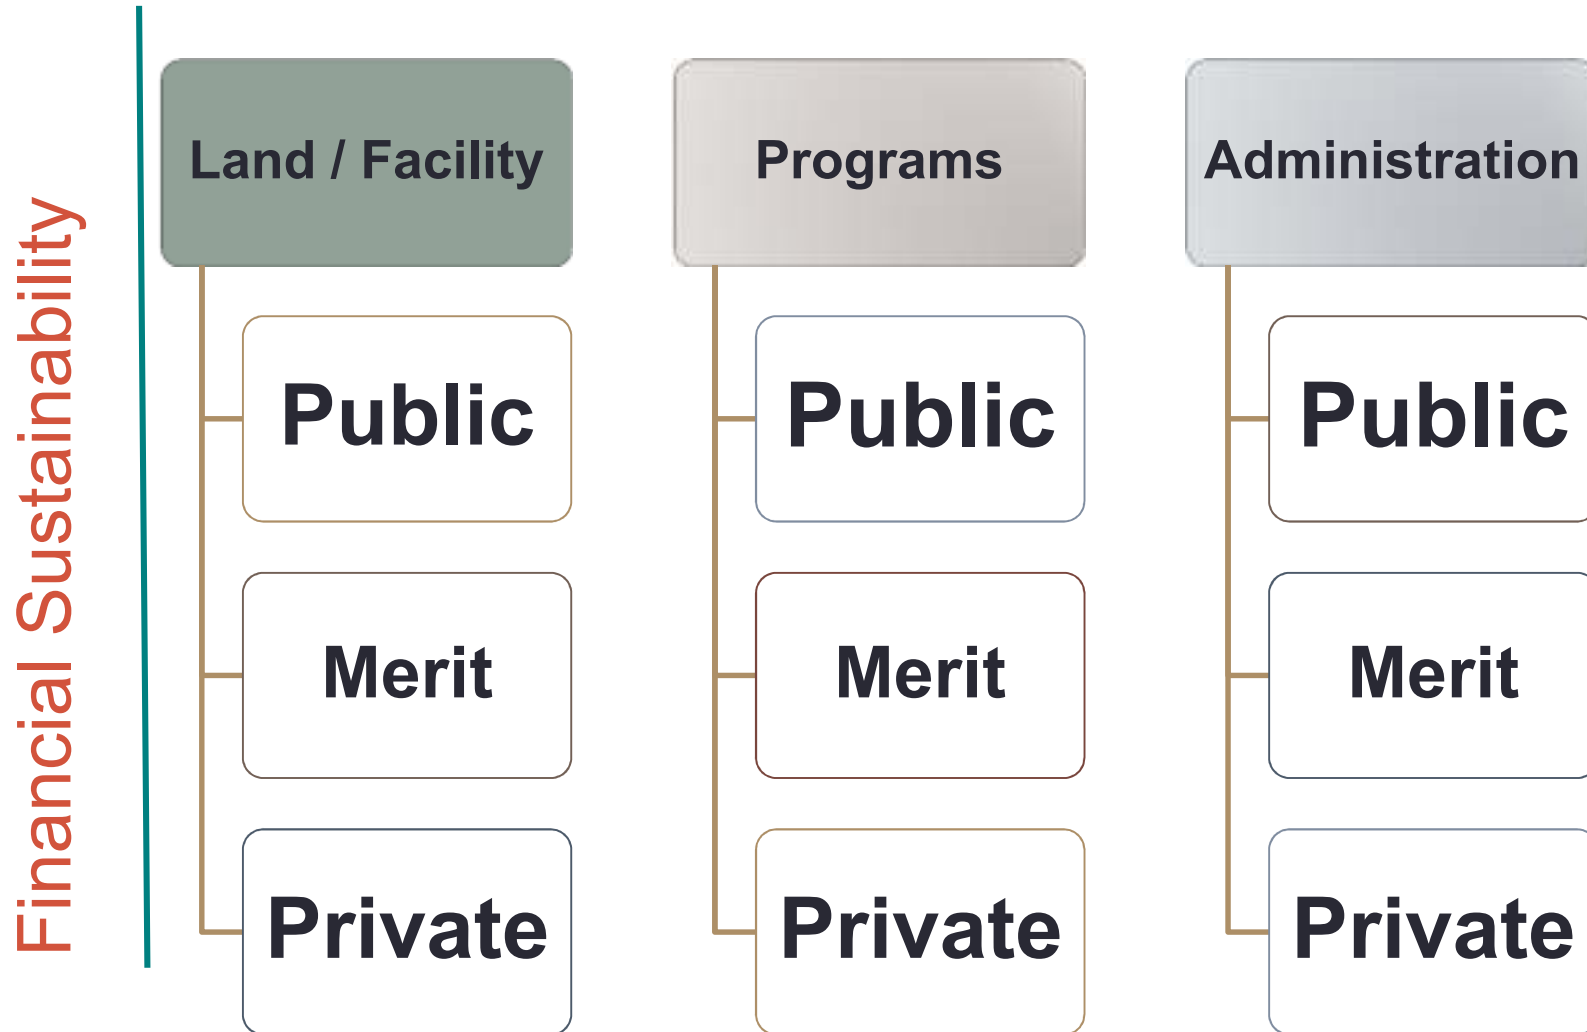 Financial Sustainability
Land / Facility
Public
Merit
Private
Programs
Public
Merit
Private
Administration
Public
Merit
Private